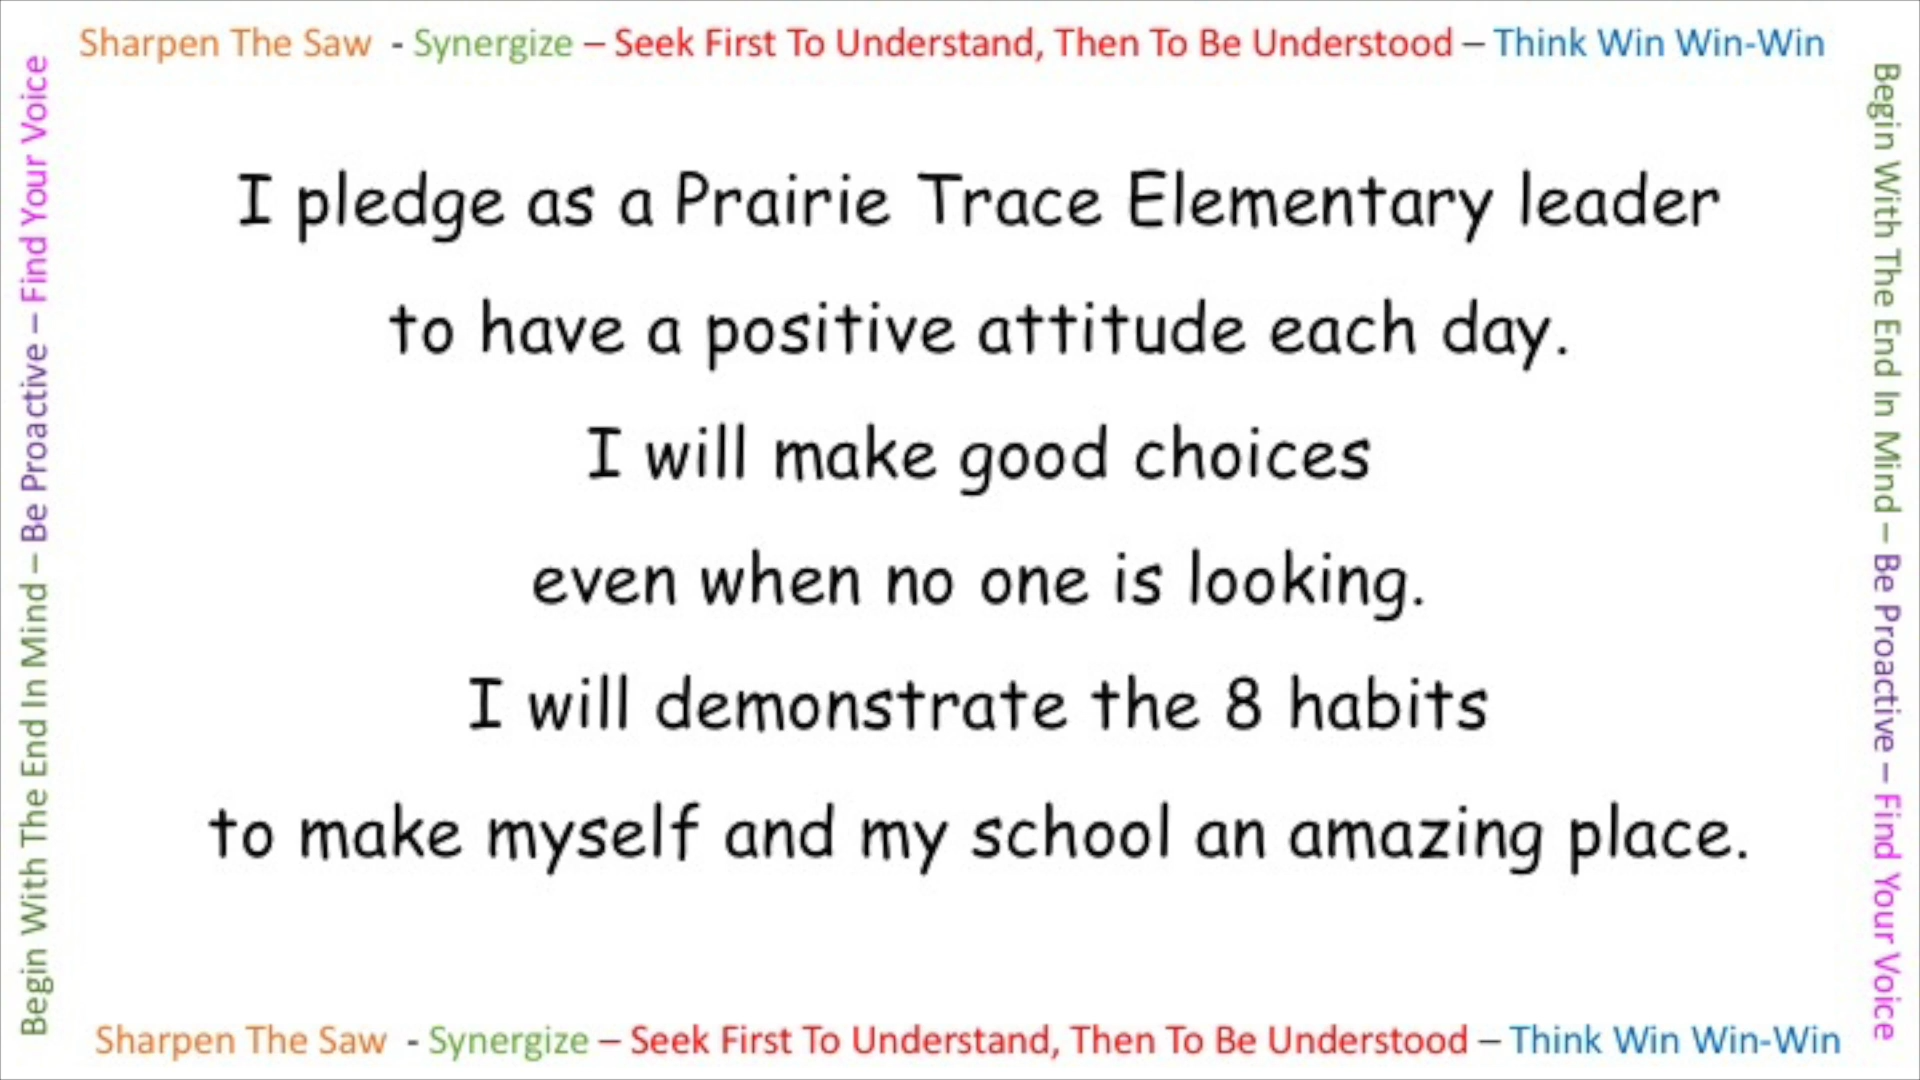 Sharpen The Saw - Synergize – Seek First To Understand, Then To Be Understood – Think Win Win-Win
Begin With The End In Mind – Be Proactive – Find Your Voice
I pledge as a Prairie Trace Elementary leader
to have a positive attitude each day.
I will make good choices
even when no one is looking.
I will demonstrate the 8 habits
to make myself and my school an amazing place.
Begin With The End In Mind – Be Proactive – Find Your Voice
Sharpen The Saw - Synergize – Seek First To Understand, Then To Be Understood – Think Win Win-Win